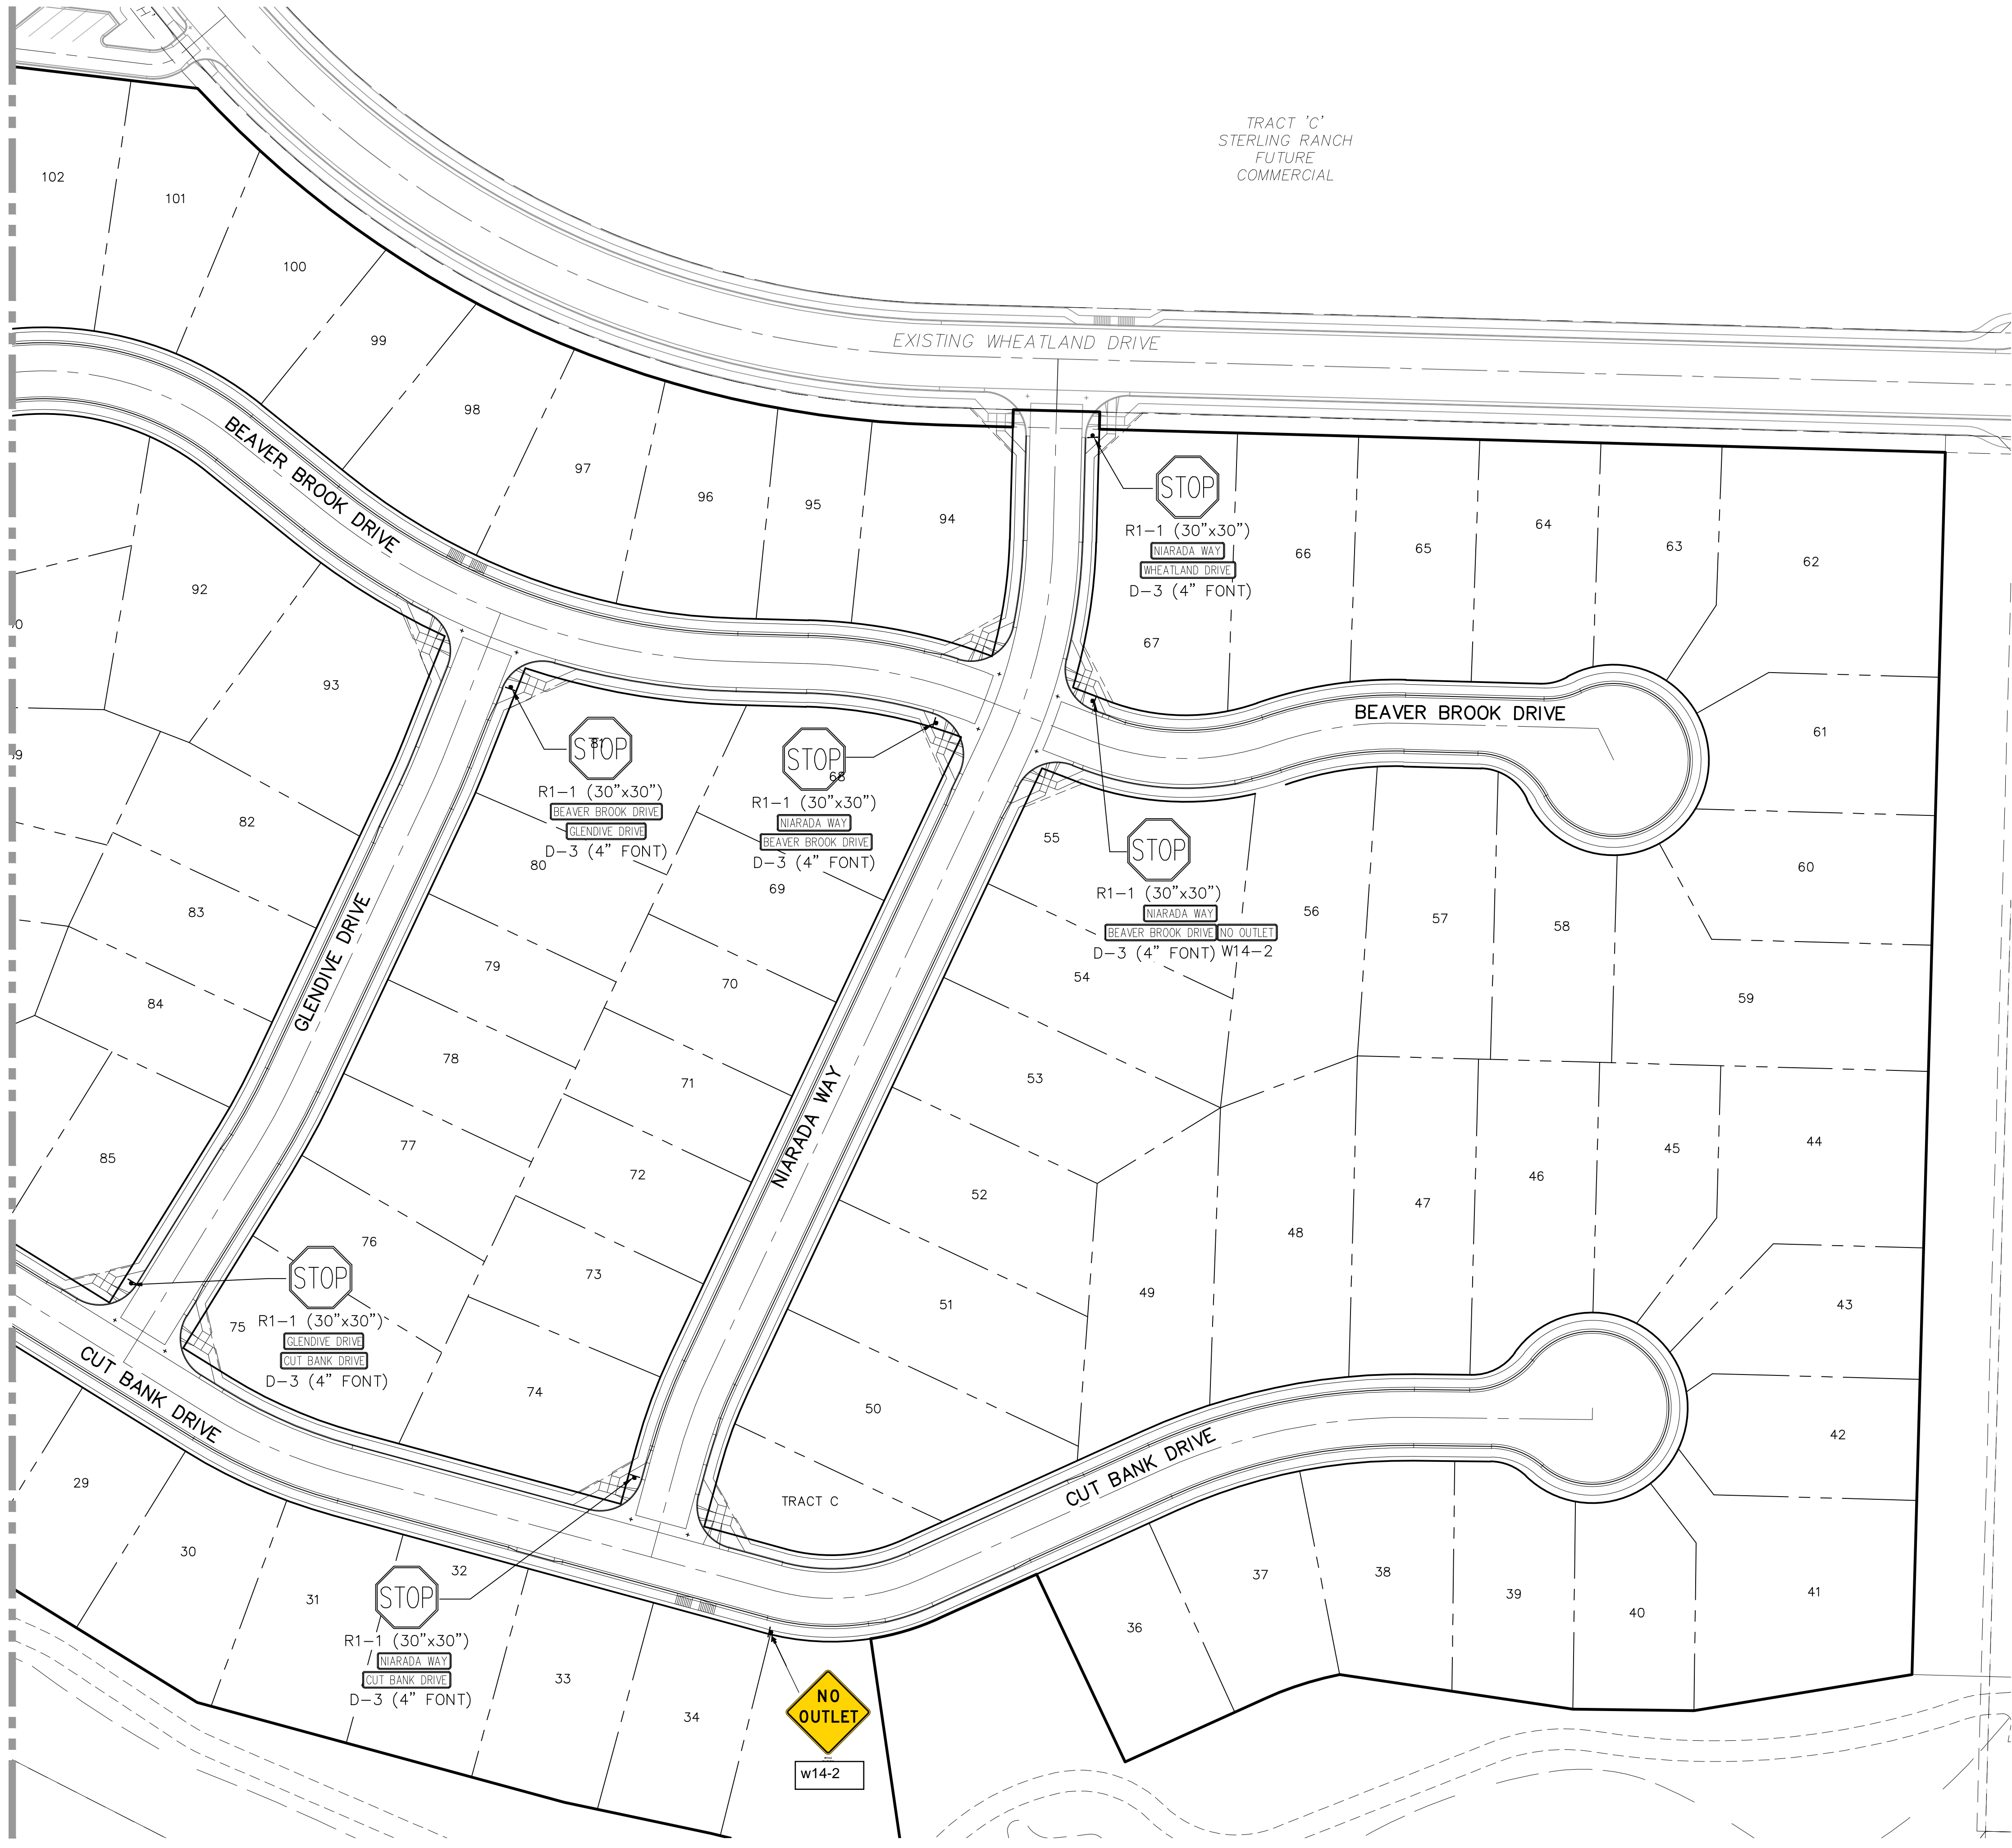 TRACT 'C'
STERLING RANCH
FUTURE
COMMERCIAL
102
101
100
99
98
97
96
95
94
EXISTING WHEATLAND DRIVE
BEAVER BROOK DRIVE
STOP
R1-1 (30"x30")
NIARADA WAY
WHEATLAND DRIVE
D-3 (4" FONT)
66
65
64
63
62
67
92
93
BEAVER BROOK DRIVE
61
60
59
58
57
56
55
STOP
81
R1-1 (30"x30")
BEAVER BROOK DRIVE
GLENDIVE DRIVE
D-3 (4" FONT)
80
STOP
68
R1-1 (30"x30")
NIARADA WAY
BEAVER BROOK DRIVE
D-3 (4" FONT)
69
STOP
R1-1 (30"x30")
NIARADA WAY
BEAVER BROOK DRIVE NO OUTLET
D-3 (4" FONT) W14-2
82
83
84
85
GLENDIVE DRIVE
79
78
77
76
75
70
71
72
73
74
NIARADA WAY
54
53
52
51
50
49
48
47
46
45
44
43
42
41
STOP
R1-1 (30"x30")
GLENDIVE DRIVE
CUT BANK DRIVE
D-3 (4" FONT)
CUT BANK DRIVE
TRACT C
CUT BANK DRIVE
29
30
31
32
33
34
36
37
38
39
40
STOP
R1-1 (30"x30")
NIARADA WAY
CUT BANK DRIVE
D-3 (4" FONT)
NO
OUTLET
w14-2